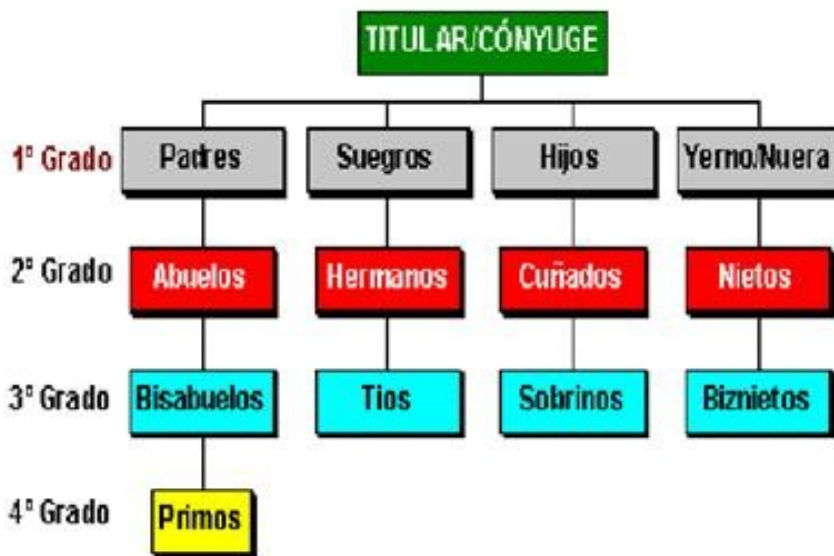 TITULAR/CÓNYUGE
1º Grado Padres Suegros Hijos Yerno/Nuera
2º Grado Abuelos Hermanos Cuñados Nietos
3º Grado Bisabuelos Tios Sobrinos Biznietos
4º Grado Primos